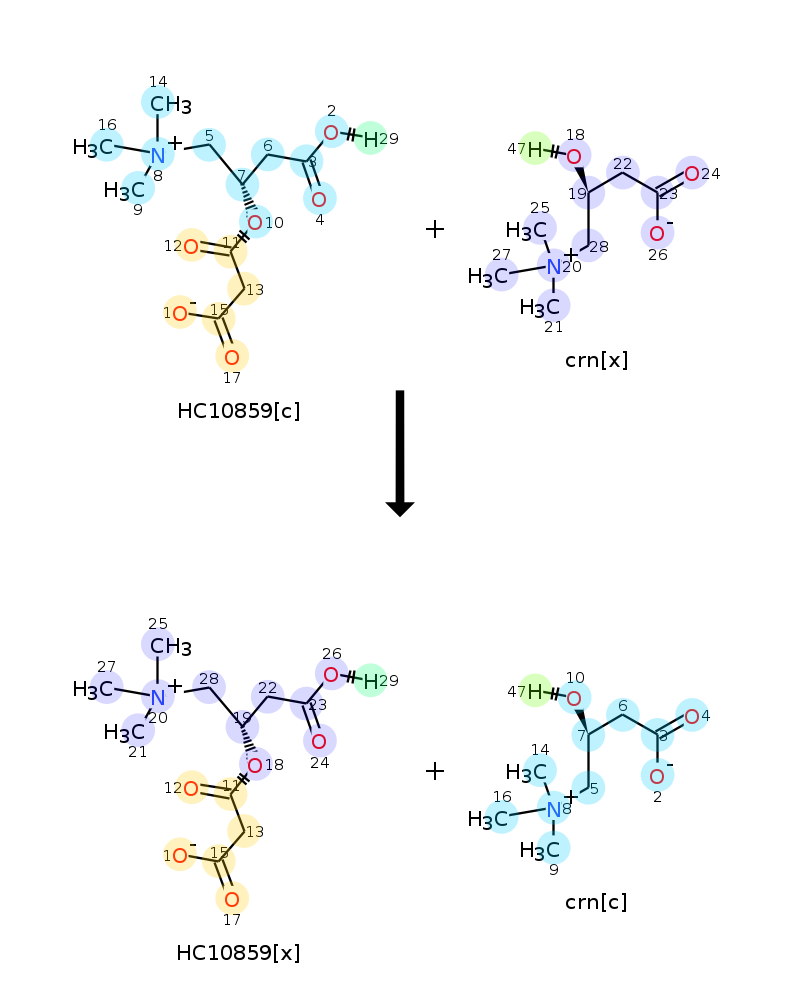 14
CH3
16
H3C
N
+
8
H3C
9
5
6
7
3
2
O
H
29
O
4
O
10
12
O
11
13
1
O
-
15
O
17
HC10859[c]
+
47
H
18
O
22
19
23
O
24
O
-
26
25
H3C
27
H3C
N
20
+
28
H3C
21
crn[x]
25
CH3
27
H3C
N
+
20
H3C
21
28
22
19
23
26
O
H
29
O
24
O
18
12
O
11
13
1
O
-
15
O
17
HC10859[x]
+
47
H
10
O
6
7
3
O
4
O
-
2
14
H3C
16
H3C
N
8
+
5
H3C
9
crn[c]